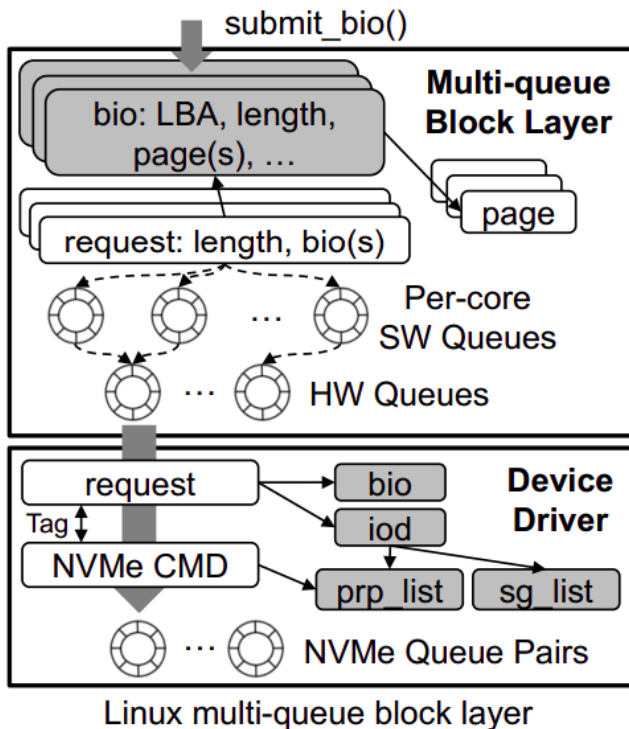 submit_bio()
Multi-queue
Block Layer
bio: LBA, length,
page(s), …
page
request: length, bio(s)
Per-core
SW Queues
…
HW Queues
…
Device
Driver
request
bio
Tag
iod
NVMe CMD
prp_list
sg_list
…
NVMe Queue Pairs
Linux multi-queue block layer